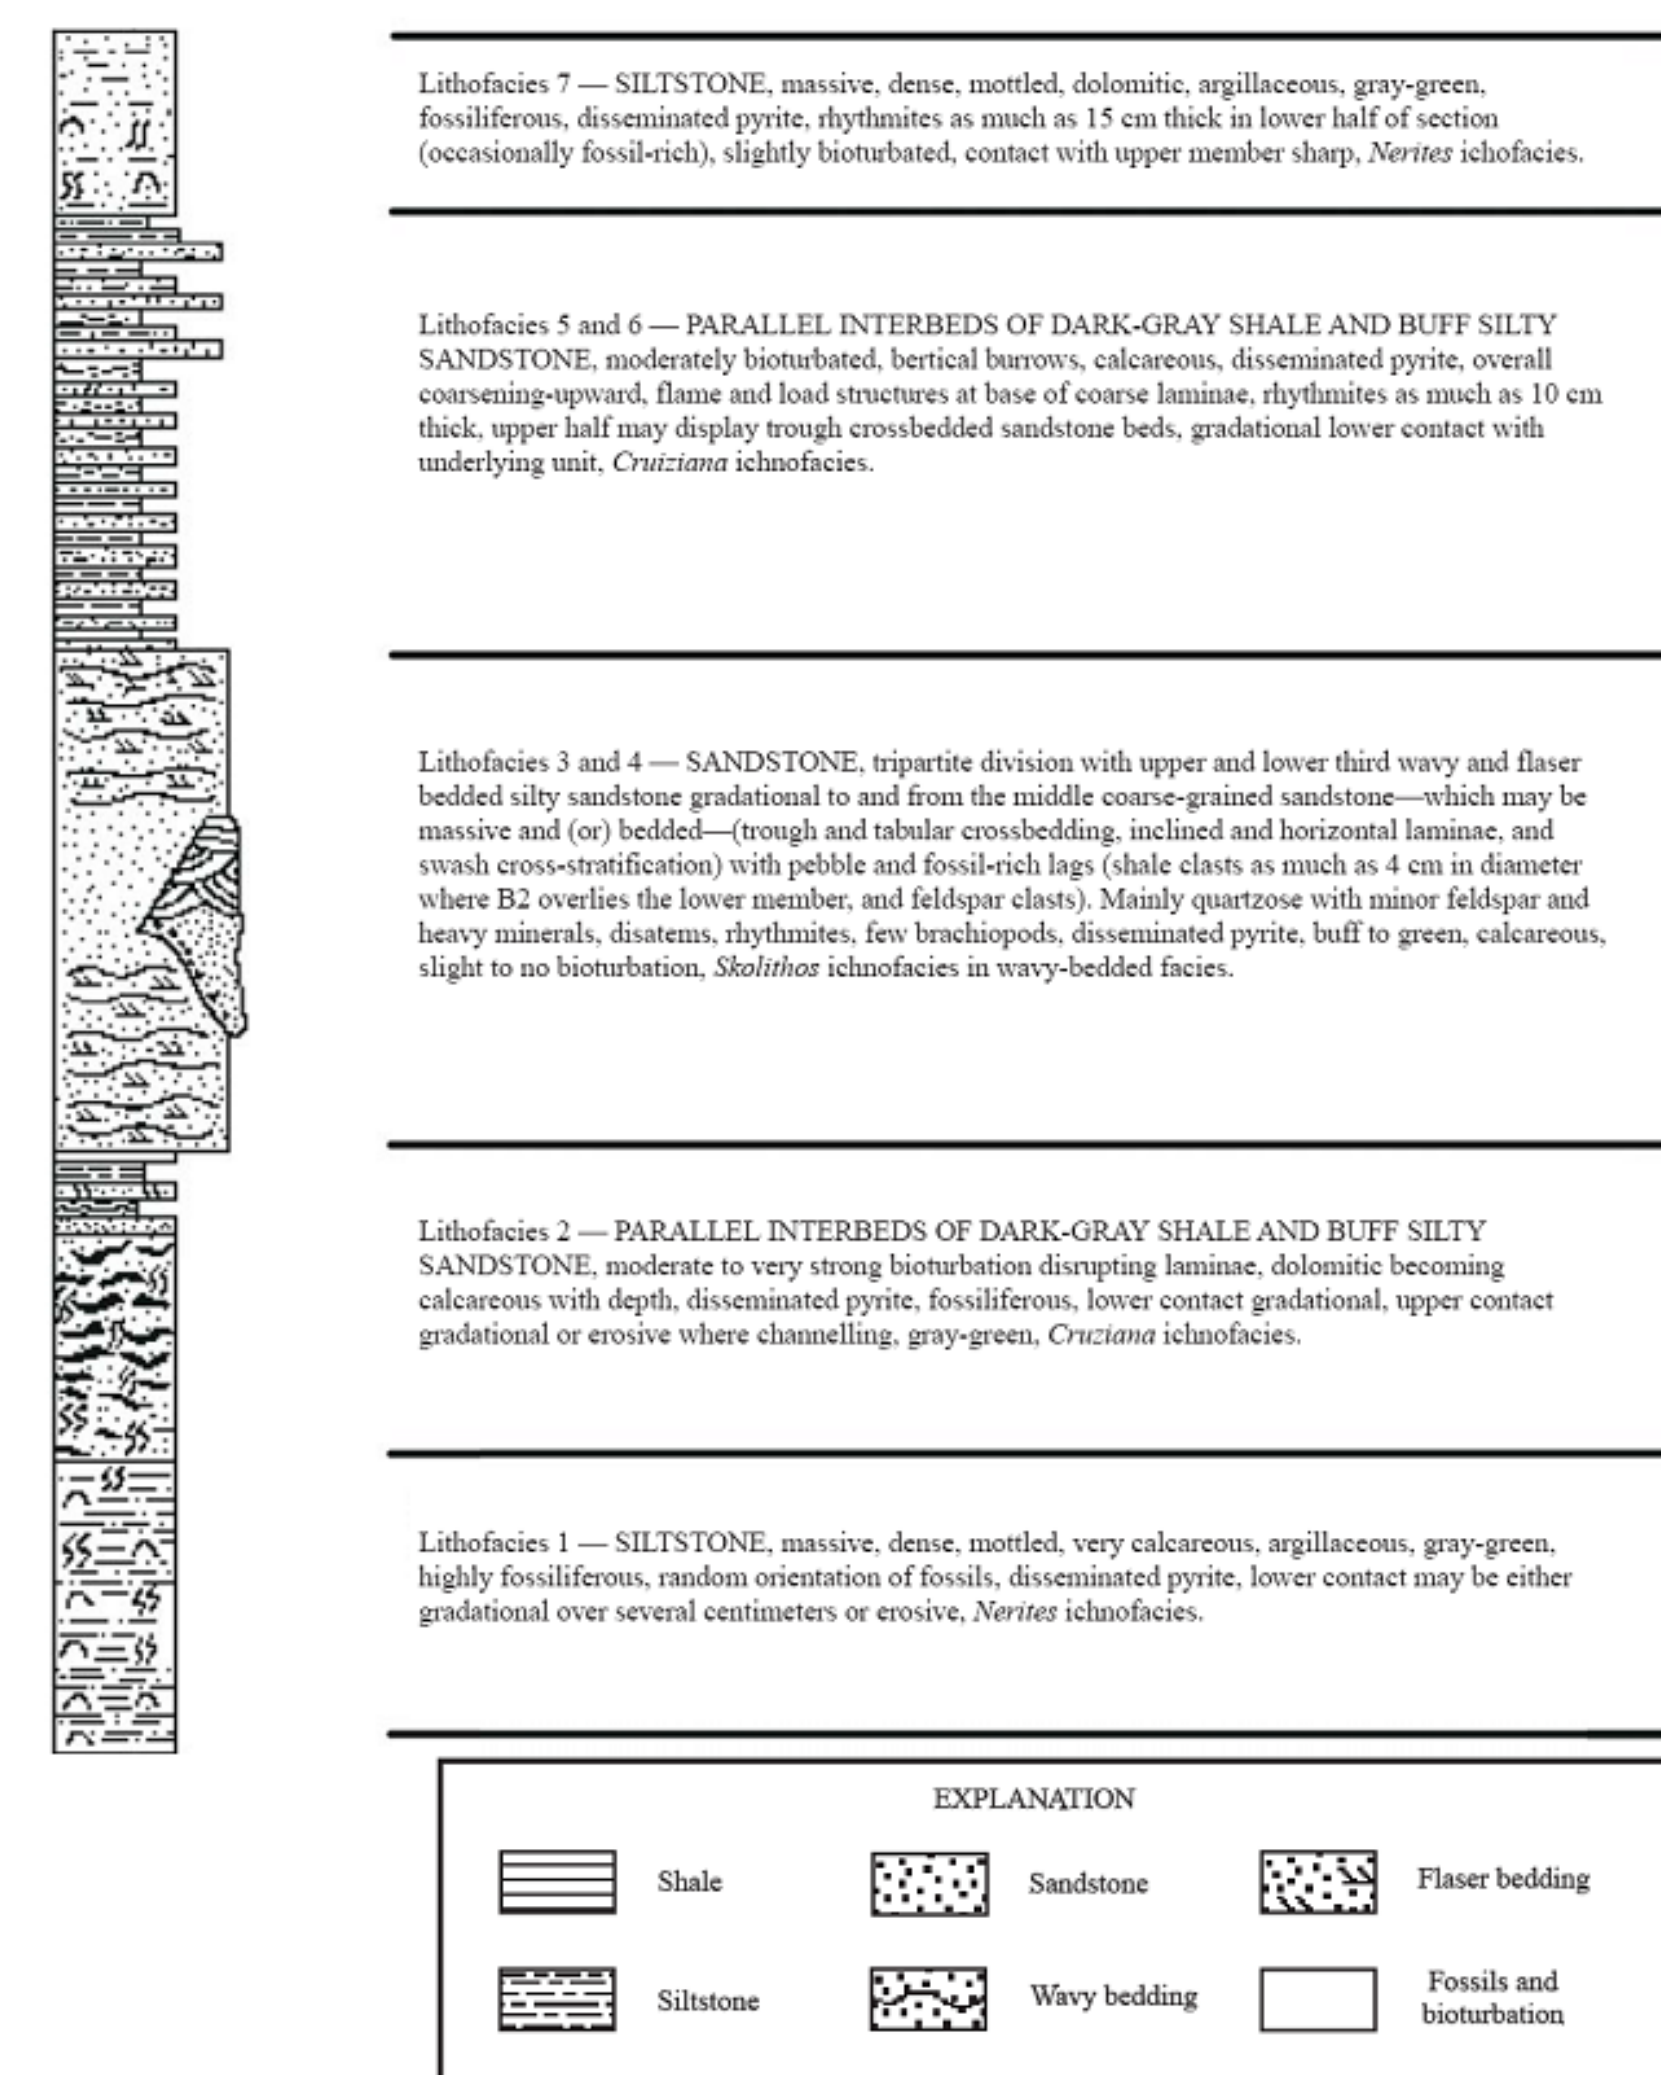 Lithofacies 7 — SILTSTONE, massive, dense, mottled, dolomitic, argillaceous, gray-green,
fossiliferous, disseminated pyrite, rhythmites as much as 15 cm thick in lower half of section
(occasionally fossil-rich), slightly bioturbated, contact with upper member sharp, Nerites ichofacies.
Lithofacies 5 and 6 — PARALLEL INTERBEDS OF DARK-GRAY SHALE AND BUFF SILTY
SANDSTONE, moderately bioturbated, bertical burrows, calcareous, disseminated pyrite, overall
coarsening-upward, flame and load structures at base of coarse laminae, rhythmites as much as 10 cm
thick, upper half may display trough crossbedded sandstone beds, gradational lower contact with
underlying unit, Cruiziana ichnofacies.
Lithofacies 3 and 4 — SANDSTONE, tripartite division with upper and lower third wavy and flaser
bedded silty sandstone gradational to and from the middle coarse-grained sandstone—which may be
massive and (or) bedded—(trough and tabular crossbedding, inclined and horizontal laminae, and
swash cross-stratification) with pebble and fossil-rich lags (shale clasts as much as 4 cm in diameter
where B2 overlies the lower member, and feldspar clasts). Mainly quartzose with minor feldspar and
heavy minerals, disatems, rhythmites, few brachiopods, disseminated pyrite, buff to green, calcareous,
slight to no bioturbation, Skolithos ichnofacies in wavy-bedded facies.
Lithofacies 2 — PARALLEL INTERBEDS OF DARK-GRAY SHALE AND BUFF SILTY
SANDSTONE, moderate to very strong bioturbation disrupting laminae, dolomitic becoming
calcareous with depth, disseminated pyrite, fossiliferous, lower contact gradational, upper contact
gradational or erosive where channelling, gray-green, Cruziana ichnofacies.
Lithofacies 1 — SILTSTONE, massive, dense, mottled, very calcareous, argillaceous, gray-green,
highly fossiliferous, random orientation of fossils, disseminated pyrite, lower contact may be either
gradational over several centimeters or erosive, Nerites ichnofacies.
EXPLANATION
Shale
Sandstone
Flaser bedding
Siltstone
Wavy bedding
Fossils and
bioturbation